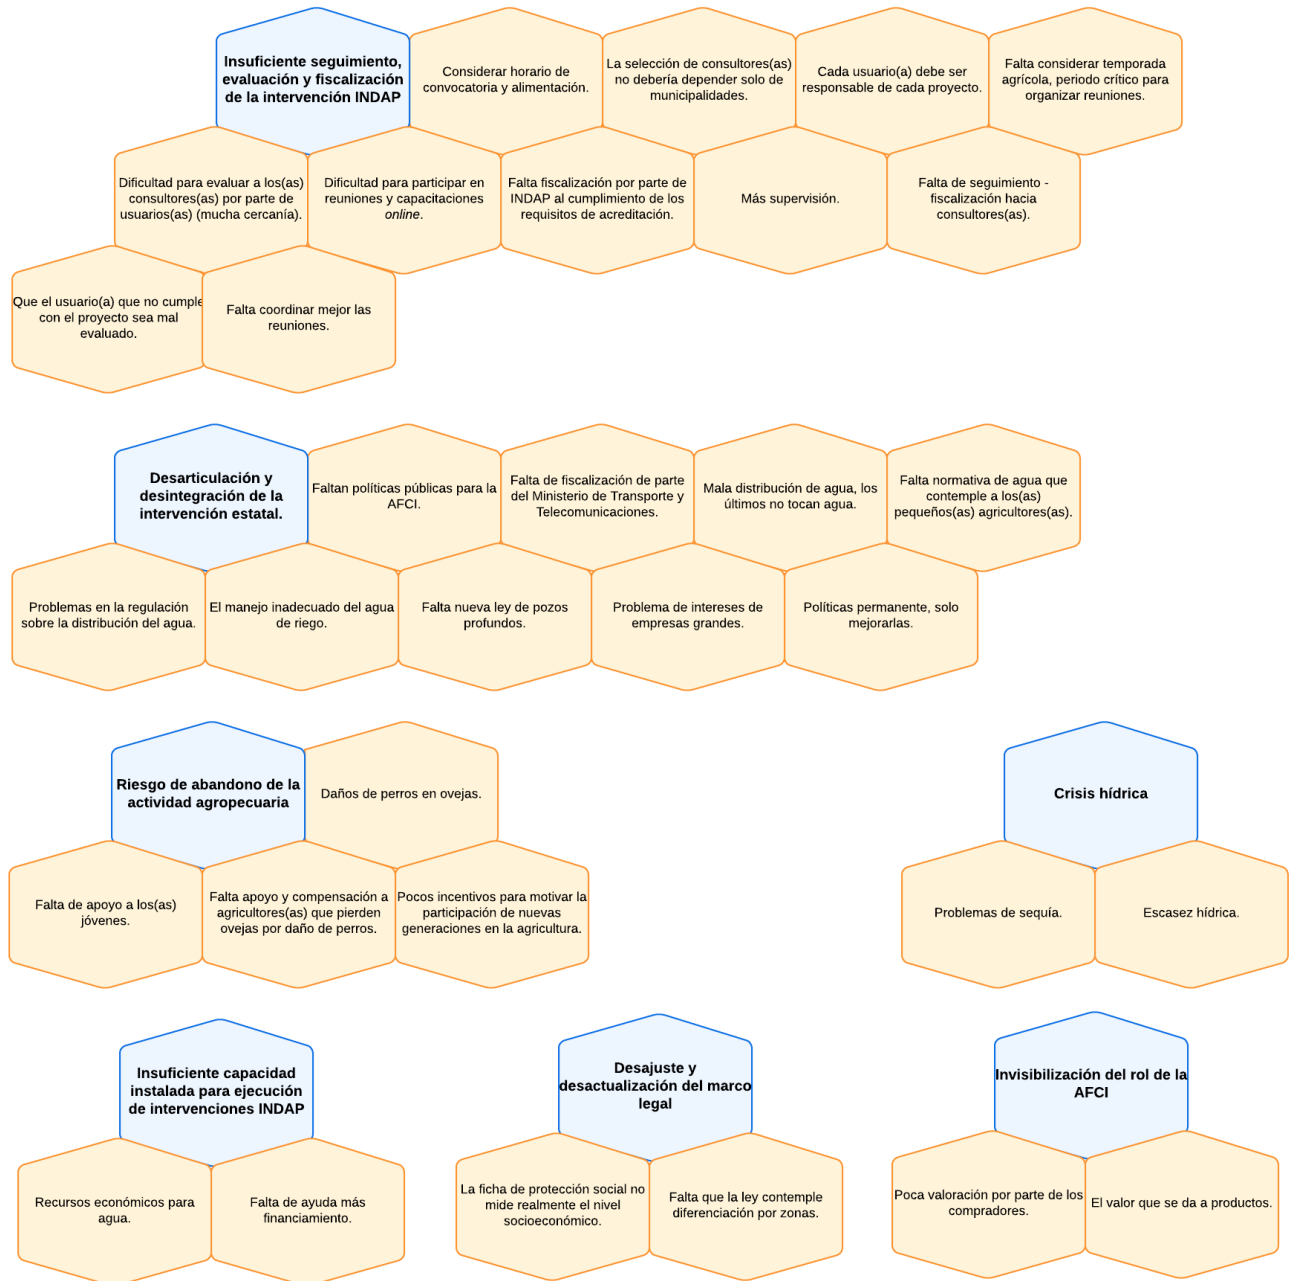 Insuficiente seguimiento,
evaluación y fiscalización
de la intervención INDAP
Considerar horario de
convocatoria y alimentación.
La selección de consultores(as)
no debería depender solo de
municipalidades.
Cada usuario(a) debe ser
responsable de cada proyecto.
Falta considerar temporada
agrícola, periodo crítico para
organizar reuniones.
Dificultad para evaluar a los(as)
consultores(as) por parte de
usuarios(as) (mucha cercanía).
Dificultad para participar en
reuniones y capacitaciones
online.
Falta fiscalización por parte de
INDAP al cumplimiento de los
requisitos de acreditación.
Más supervisión.
Falta de seguimiento -
fiscalización hacia
consultores(as).
Que el usuario(a) que no cumple
con el proyecto sea mal
evaluado.
Falta coordinar mejor las
reuniones.
Desarticulación y
desintegración de la
intervención estatal.
Faltan políticas públicas para la
AFCI.
Falta de fiscalización de parte
del Ministerio de Transporte y
Telecomunicaciones.
Mala distribución de agua, los
últimos no tocan agua.
Falta normativa de agua que
contemple a los(as)
pequeños(as) agricultores(as).
Problemas en la regulación
sobre la distribución del agua.
El manejo inadecuado del agua
de riego.
Falta nueva ley de pozos
profundos.
Problema de intereses de
empresas grandes.
Políticas permanente, solo
mejorarlas.
Riesgo de abandono de la
actividad agropecuaria
Daños de perros en ovejas.
Falta de apoyo a los(as)
jóvenes.
Falta apoyo y compensación a
agricultores(as) que pierden
ovejas por daño de perros.
Pocos incentivos para motivar la
participación de nuevas
generaciones en la agricultura.
Crisis hídrica
Problemas de sequía.
Escasez hídrica.
Insuficiente capacidad
instalada para ejecución
de intervenciones INDAP
Recursos económicos para
agua.
Falta de ayuda más
financiamiento.
Desajuste y
desactualización del marco
legal
La ficha de protección social no
mide realmente el nivel
socioeconómico.
Falta que la ley contemple
diferenciación por zonas.
Invisibilización del rol de la
AFCI
Poca valoración por parte de los
compradores.
El valor que se da a productos.